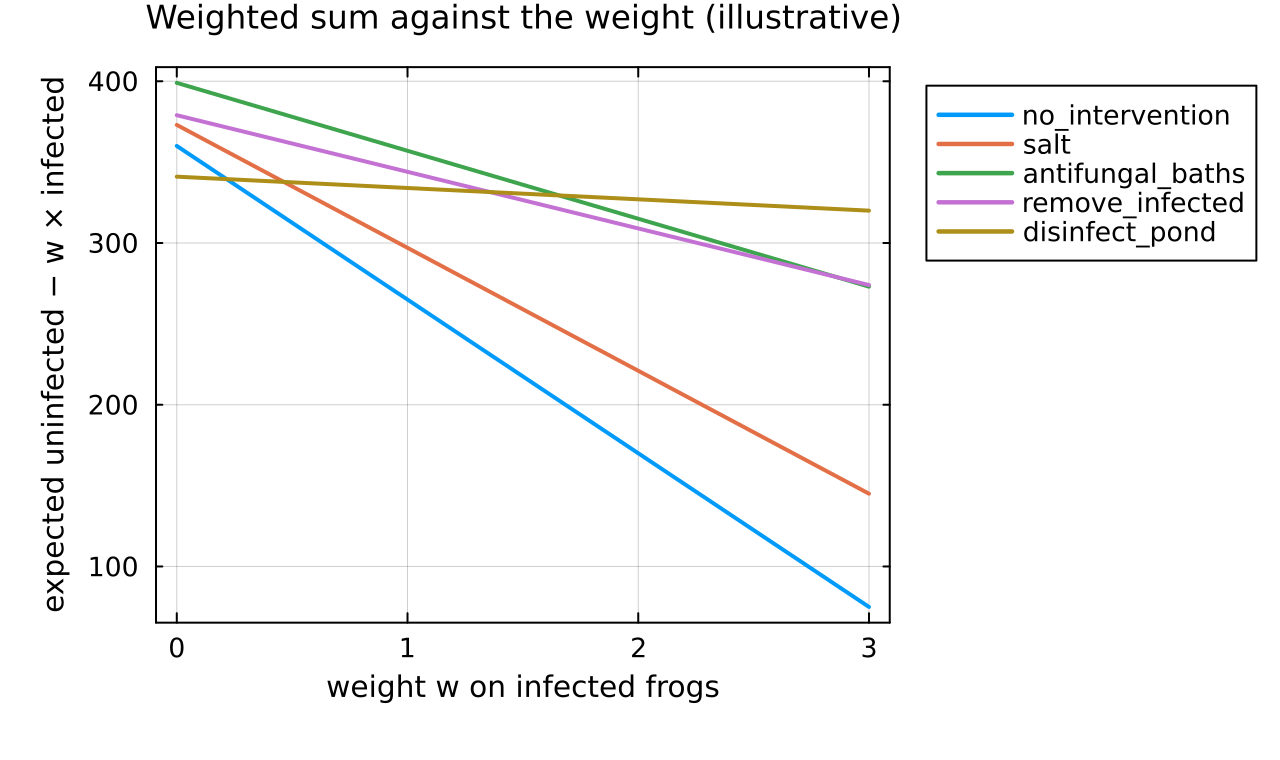 Weighted sum against the weight (illustrative)
expected uninfected − w × infected
400
300
200
100
0
1
2
3
weight w on infected frogs
no_intervention
salt
antifungal_baths
remove_infected
disinfect_pond